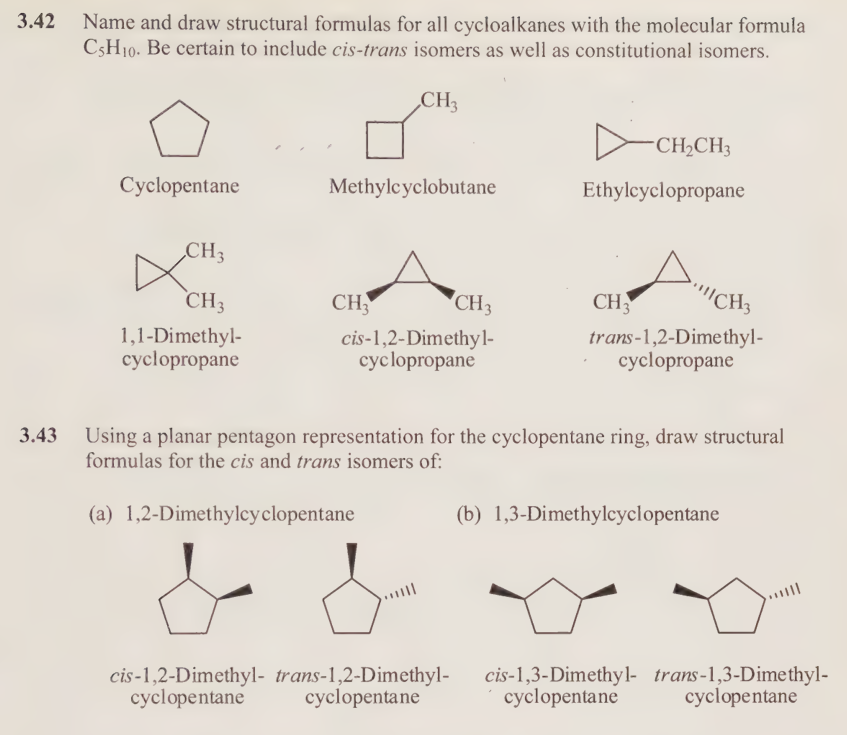 3.42 Name and draw structural formulas for all cycloalkanes with the molecular formula
C₅H₁₀. Be certain to include cis-trans isomers as well as constitutional isomers.
CH₃
CH₂CH₃
Cyclopentane Methylcyclobutane Ethylcyclopropane
CH₃
CH₃ CH₃ CH₃ CH₃ CH₃
1,1-Dimethyl- cis-1,2-Dimethyl- trans-1,2-Dimethyl-
cyclopropane cyclopropane cyclopropane
3.43 Using a planar pentagon representation for the cyclopentane ring, draw structural
formulas for the cis and trans isomers of:
(a) 1,2-Dimethylcyclopentane (b) 1,3-Dimethylcyclopentane
cis-1,2-Dimethyl- trans-1,2-Dimethyl- cis-1,3-Dimethyl- trans-1,3-Dimethyl-
cyclopentane cyclopentane cyclopentane cyclopentane